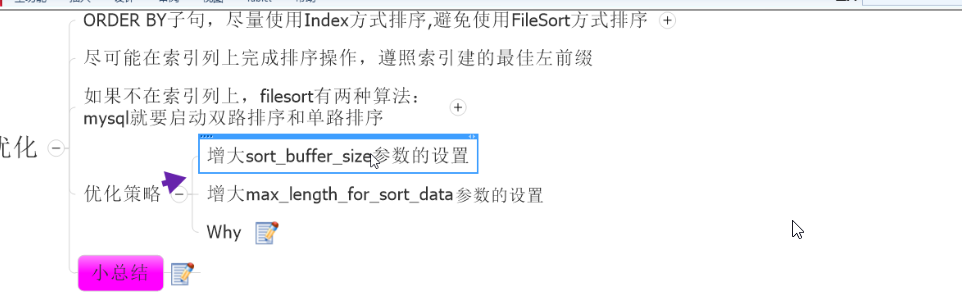 ORDER BY子句，尽量使用Index方式排序,避免使用FileSort方式排序
尽可能在索引列上完成排序操作，遵照索引建的最佳左前缀
如果不在索引列上，filesort有两种算法：
mysql就要启动双路排序和单路排序
优化
增大sort_buffer_size参数的设置
优化策略
增大max_length_for_sort_data参数的设置
Why
小总结